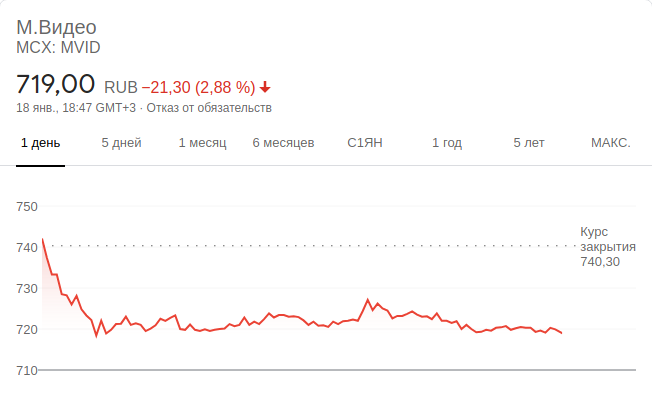 М.Видео
MCX: MVID
719,00 RUB −21,30 (2,88 %)
18 янв., 18:47 GMT+3 · Отказ от обязательств
1 день 5 дней 1 месяц 6 месяцев С1ЯН 1 год 5 лет МАКС.
750
740
730
720
710
Курс
закрытия
740,30